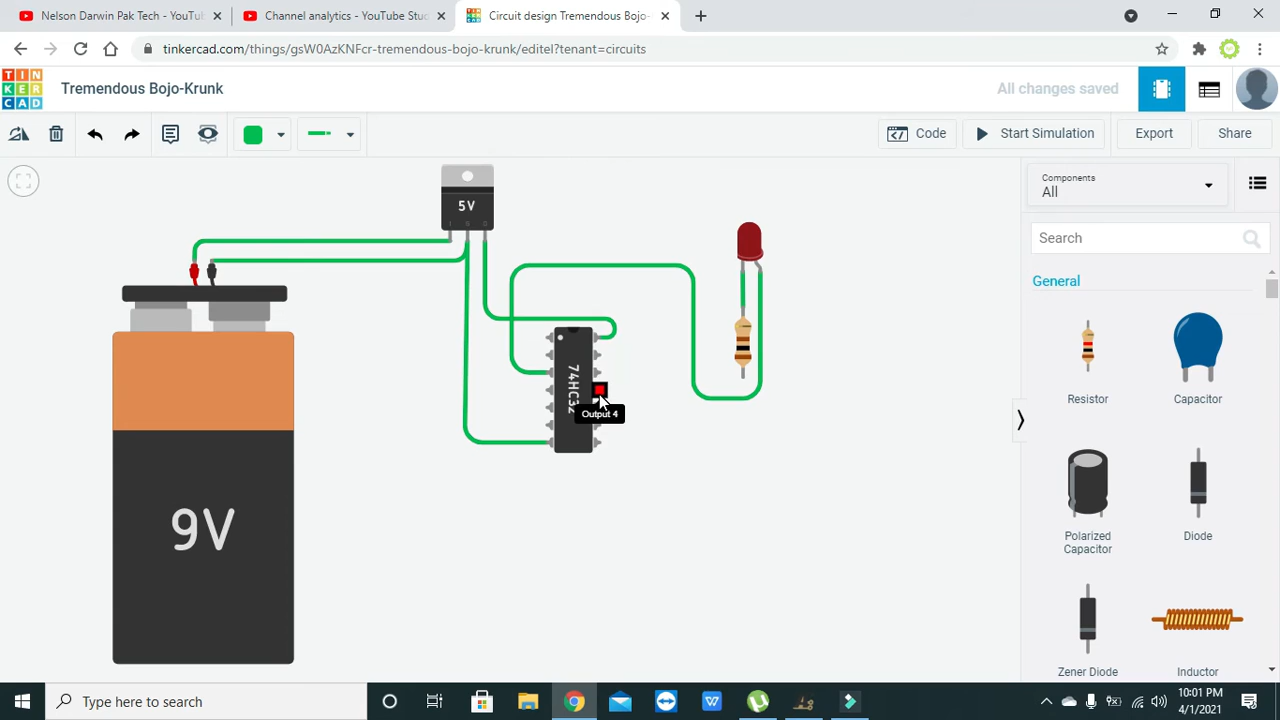 Nelson Darwin Pak Tech - YouTu
Channel analytics - YouTube Stud
Circuit design Tremendous Bojo-
tinkercad.com/things/gsW0AzKNFcr-tremendous-bojo-krunk/editel?tenant=circuits
TIN
KER
CAD
Tremendous Bojo-Krunk
All changes saved
Code
Start Simulation
Export
Share
Components
All
Search
General
Resistor
Capacitor
Polarized
Capacitor
Diode
Zener Diode
Inductor
5V
9V
74HC32
Output 4
Type here to search
10:01 PM
4/1/2021